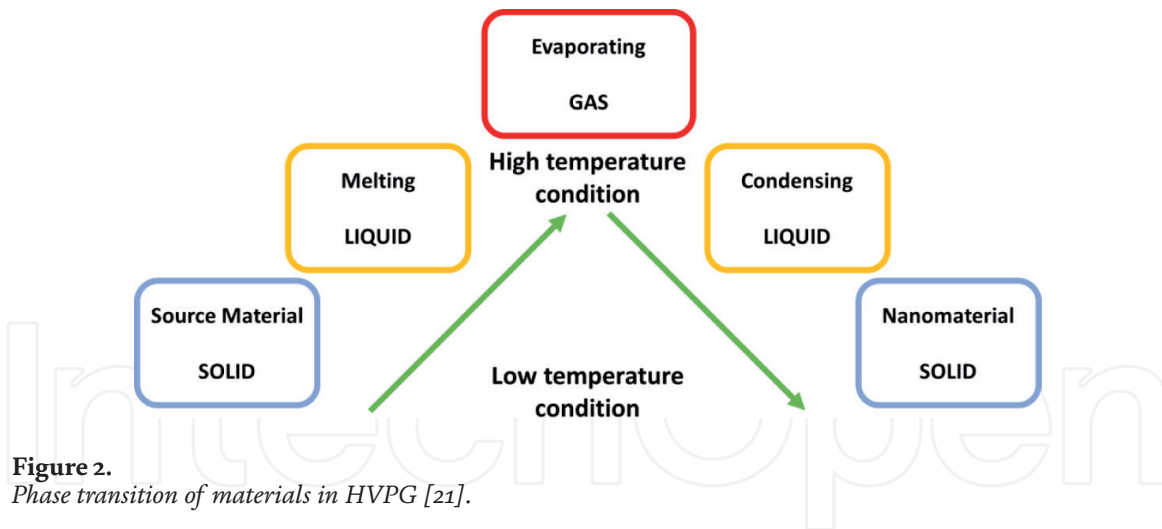 Evaporating
GAS
Melting
LIQUID
High temperature
condition
Condensing
LIQUID
Source Material
SOLID
Low temperature
condition
Nanomaterial
SOLID
IntechOpen
Figure 2.
Phase transition of materials in HVPG [21].